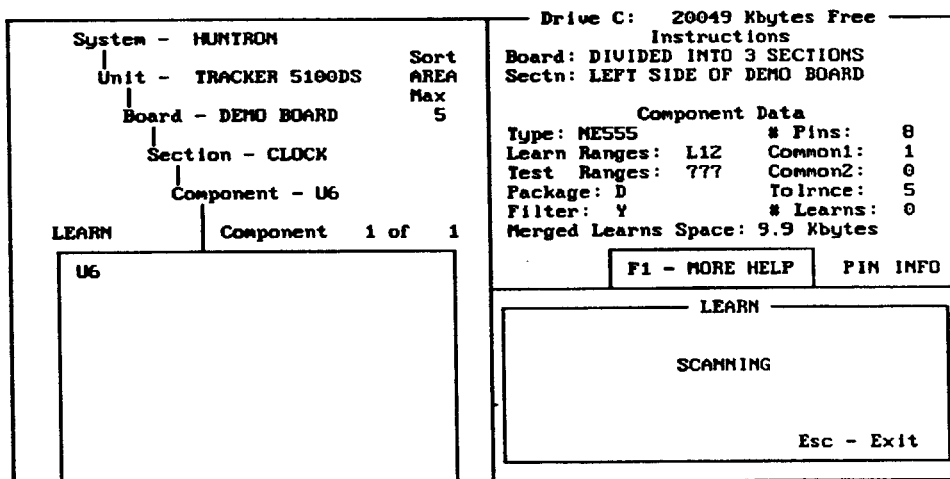 System - HUNTRON
Unit - TRACKER 5100DS
Board - DEMO BOARD
Section - CLOCK
Component - U6
Sort
AREA
Max
5
LEARN Component 1 of 1
U6
Drive C: 20049 Kbytes Free
Instructions
Board: DIVIDED INTO 3 SECTIONS
Sectn: LEFT SIDE OF DEMO BOARD
Component Data
Type: NE555 # Pins: 8
Learn Ranges: L12 Common1: 1
Test Ranges: ??? Common2: 0
Package: D Tolrnce: 5
Filter: Y # Learns: 0
Merged Learns Space: 9.9 Kbytes
F1 - MORE HELP PIN INFO
LEARN
SCANNING
Esc - Exit